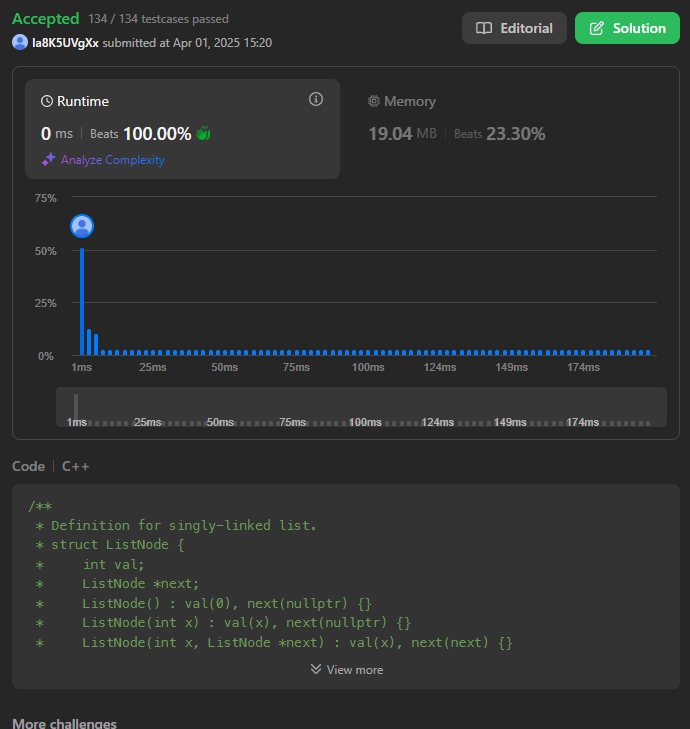 Accepted 134 / 134 testcases passed
Editorial
Solution
la8K5UVgXx submitted at Apr 01, 2025 15:20
Runtime
0 ms | Beats 100.00%
Analyze Complexity
Memory
19.04 MB | Beats 23.30%
75%
50%
25%
0%
1ms 25ms 50ms 75ms 100ms 124ms 149ms 174ms
1ms 25ms 50ms 75ms 100ms 124ms 149ms 174ms
Code | C++
/**
 * Definition for singly-linked list.
 * struct ListNode {
 *     int val;
 *     ListNode *next;
 *     ListNode() : val(0), next(nullptr) {}
 *     ListNode(int x) : val(x), next(nullptr) {}
 *     ListNode(int x, ListNode *next) : val(x), next(next) {}
View more
More challenges